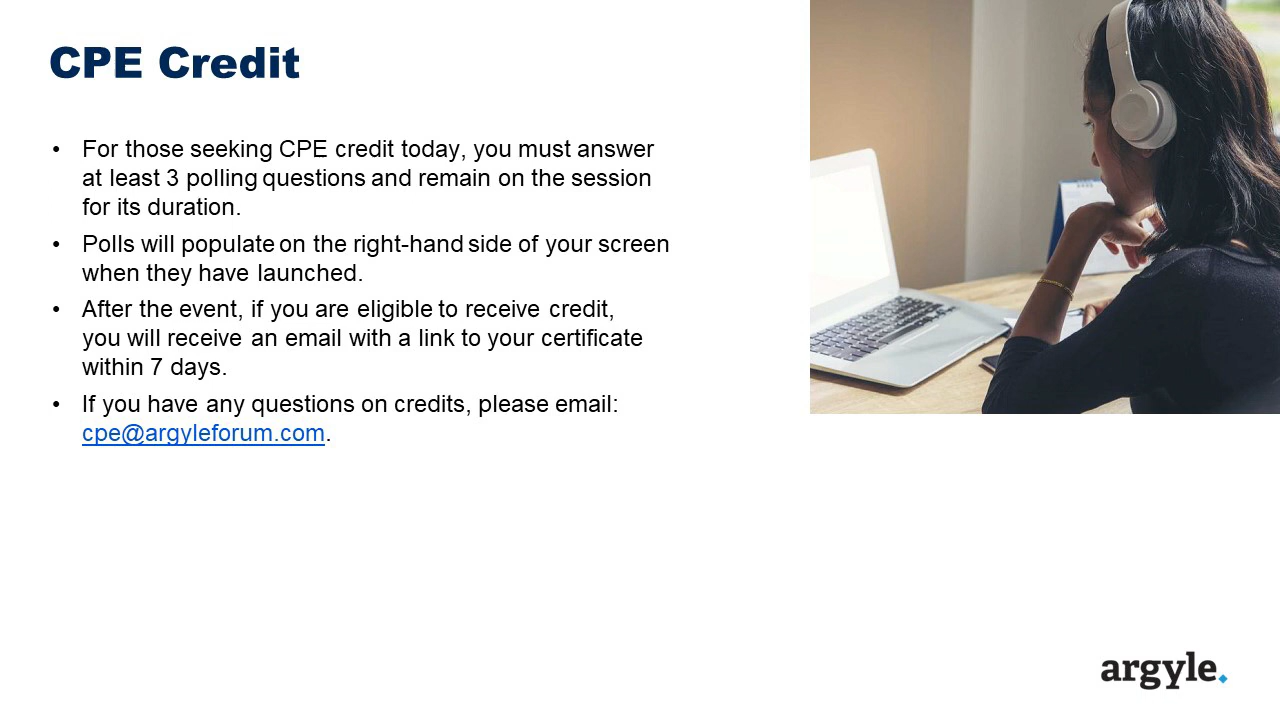 CPE Credit
• For those seeking CPE credit today, you must answer
at least 3 polling questions and remain on the session
for its duration.
• Polls will populate on the right-hand side of your screen
when they have launched.
• After the event, if you are eligible to receive credit,
you will receive an email with a link to your certificate
within 7 days.
• If you have any questions on credits, please email:
cpe@argyleforum.com.
argyle.